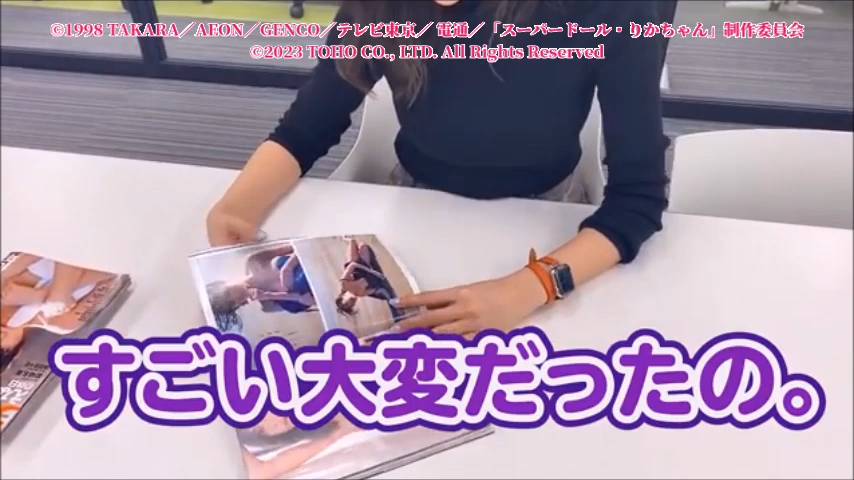 ©1998 TAKARA／AEON／GENCO／テレビ東京／電通／「スーパードール・りかちゃん」制作委員会
©2023 TOHO CO., LTD. All Rights Reserved
すごい大変だったの。